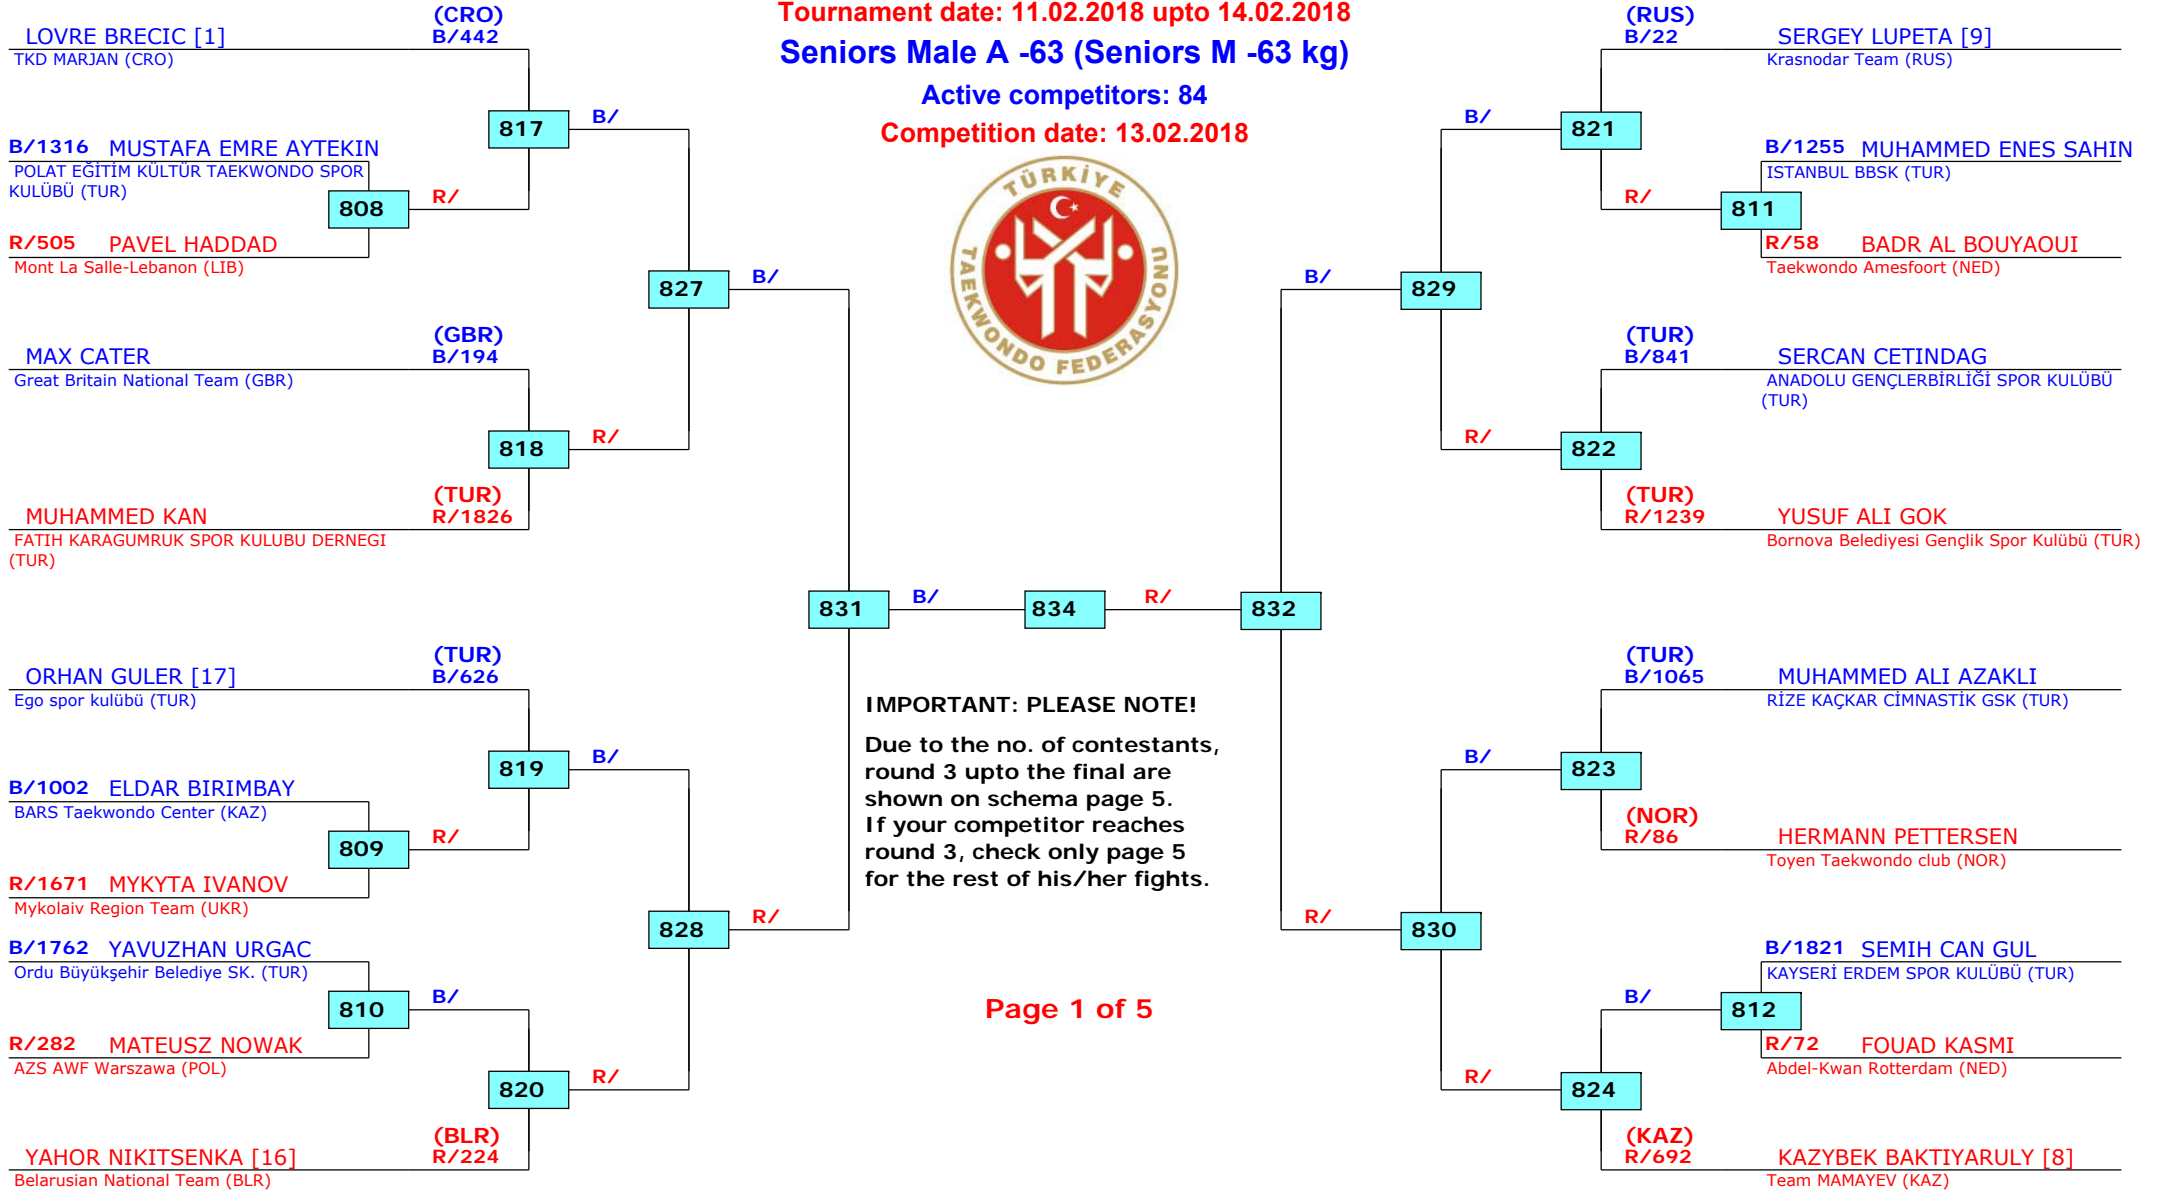 Tournament date: 11.02.2018 upto 14.02.2018
Seniors Male A -63 (Seniors M -63 kg)
Active competitors: 84
Competition date: 13.02.2018
TÜRKİYE
TAEKWONDO FEDERASYONU
(CRO)
LOVRE BRECIC [1] B/442
TKD MARJAN (CRO)
817 B/
B/1316 MUSTAFA EMRE AYTEKIN
POLAT EĞİTİM KÜLTÜR TAEKWONDO SPOR
KULÜBÜ (TUR)
808 R/
R/505 PAVEL HADDAD
Mont La Salle-Lebanon (LIB)
827 B/
(GBR)
MAX CATER B/194
Great Britain National Team (GBR)
818 R/
(TUR)
MUHAMMED KAN R/1826
FATIH KARAGUMRUK SPOR KULUBU DERNEGI
(TUR)
831 B/ 834 R/ 832
(TUR)
ORHAN GULER [17] B/626
Ego spor kulübü (TUR)
819 B/
B/1002 ELDAR BIRIMBAY
BARS Taekwondo Center (KAZ)
809 R/
R/1671 MYKYTA IVANOV
Mykolaiv Region Team (UKR)
828 R/
B/1762 YAVUZHAN URGAC
Ordu Büyükşehir Belediye SK. (TUR)
810 B/
R/282 MATEUSZ NOWAK
AZS AWF Warszawa (POL)
820 R/
(BLR)
YAHOR NIKITSENKA [16] R/224
Belarusian National Team (BLR)
IMPORTANT: PLEASE NOTE!
Due to the no. of contestants,
round 3 upto the final are
shown on schema page 5.
If your competitor reaches
round 3, check only page 5
for the rest of his/her fights.
Page 1 of 5
(RUS)
B/22 SERGEY LUPETA [9]
Krasnodar Team (RUS)
B/ 821
B/1255 MUHAMMED ENES SAHIN
ISTANBUL BBSK (TUR)
R/ 811
R/58 BADR AL BOUYAOUI
Taekwondo Amesfoort (NED)
B/ 829
(TUR)
B/841 SERCAN CETINDAG
ANADOLU GENÇLERBİRLİĞİ SPOR KULÜBÜ
(TUR)
R/ 822
(TUR)
R/1239 YUSUF ALI GOK
Bornova Belediyesi Gençlik Spor Kulübü (TUR)
(TUR)
B/1065 MUHAMMED ALI AZAKLI
RİZE KAÇKAR CİMNASTİK GSK (TUR)
B/ 823
(NOR)
R/86 HERMANN PETTERSEN
Toyen Taekwondo club (NOR)
R/ 830
B/1821 SEMIH CAN GUL
KAYSERİ ERDEM SPOR KULÜBÜ (TUR)
B/ 812
R/72 FOUAD KASMI
Abdel-Kwan Rotterdam (NED)
R/ 824
(KAZ)
R/692 KAZYBEK BAKTIYARULY [8]
Team MAMAYEV (KAZ)